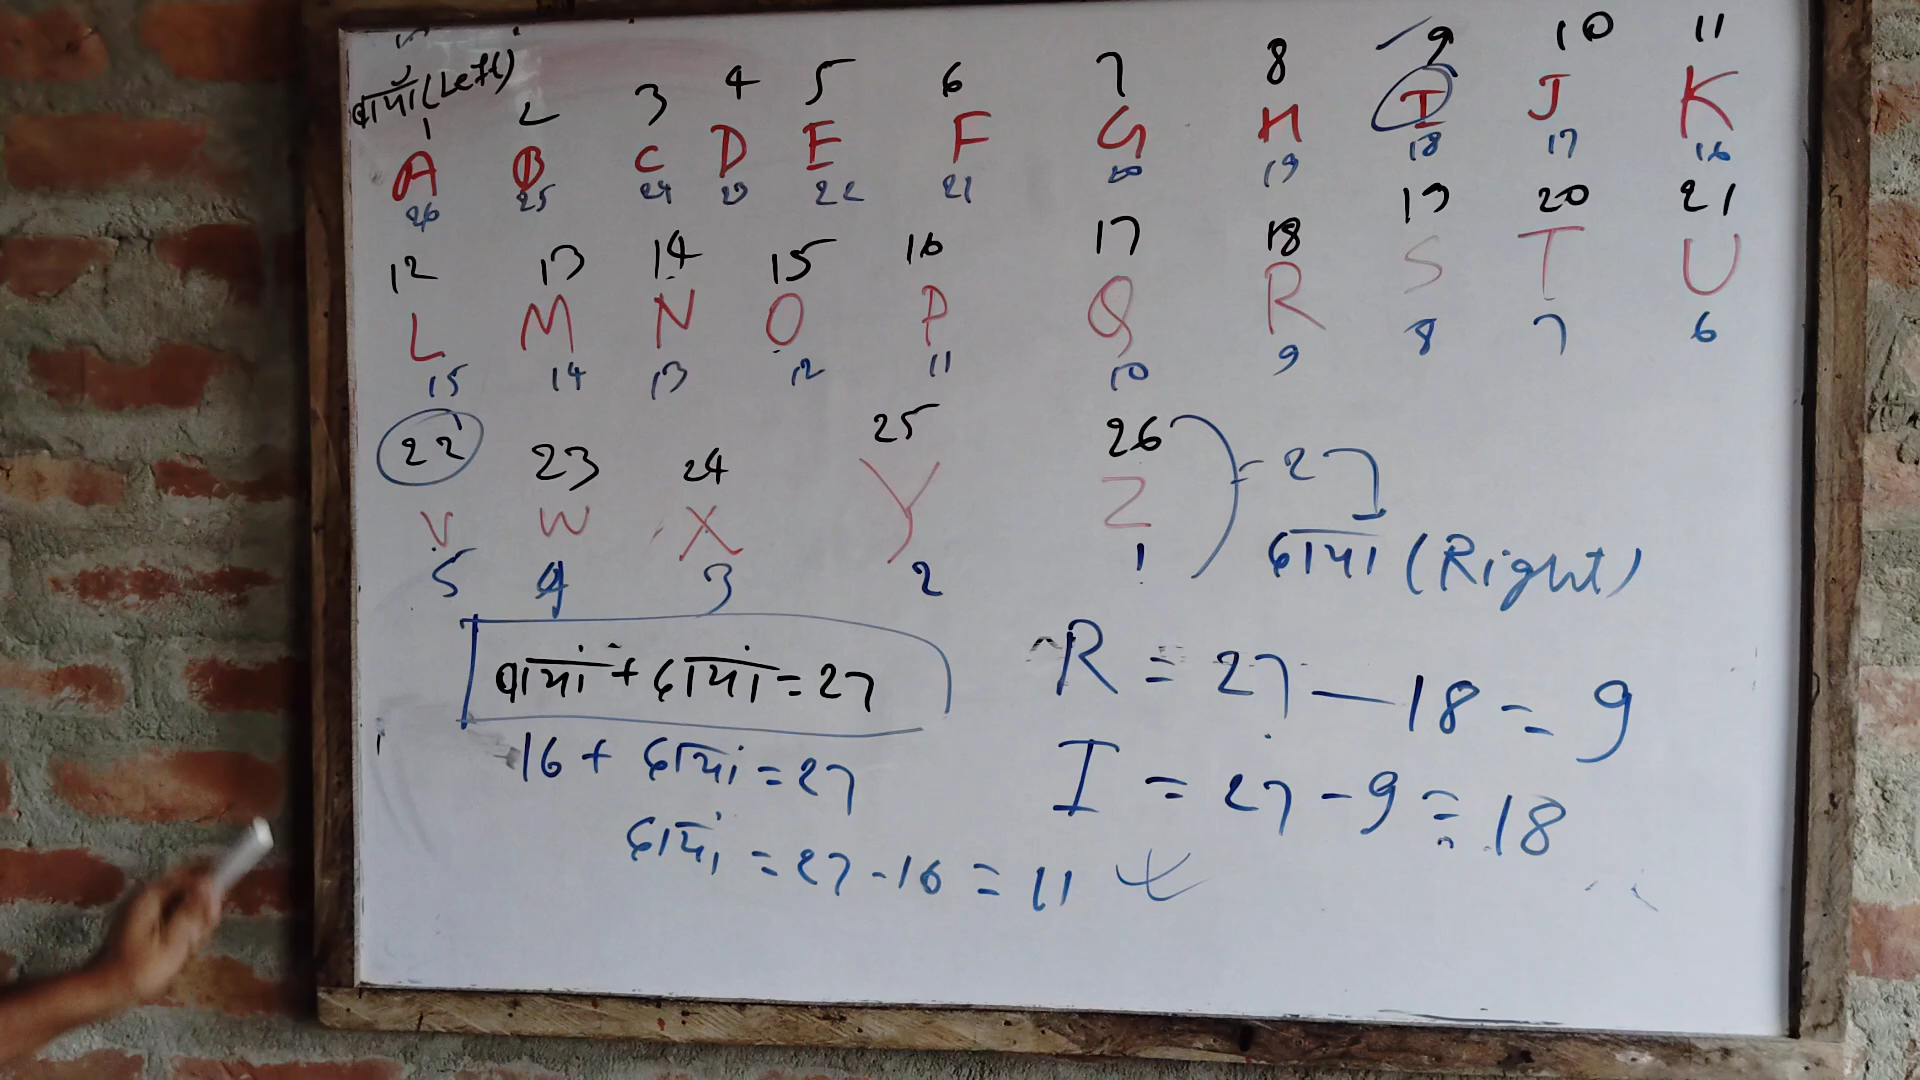 बायां (Left)
1 2 3 4 5 6 7 8 9 10 11
A B C D E F G H I J K
26 25 24 23 22 21 20 19 18 17 16
12 13 14 15 16 17 18 19 20 21
L M N O P Q R S T U
15 14 13 12 11 10 9 8 7 6
22 23 24 25 26
V W X Y Z
5 4 3 2 1
= 27
दायां (Right)
बायां + दायां = 27
16 + दायां = 27
दायां = 27 - 16 = 11
R = 27 — 18 = 9
I = 27 - 9 = 18